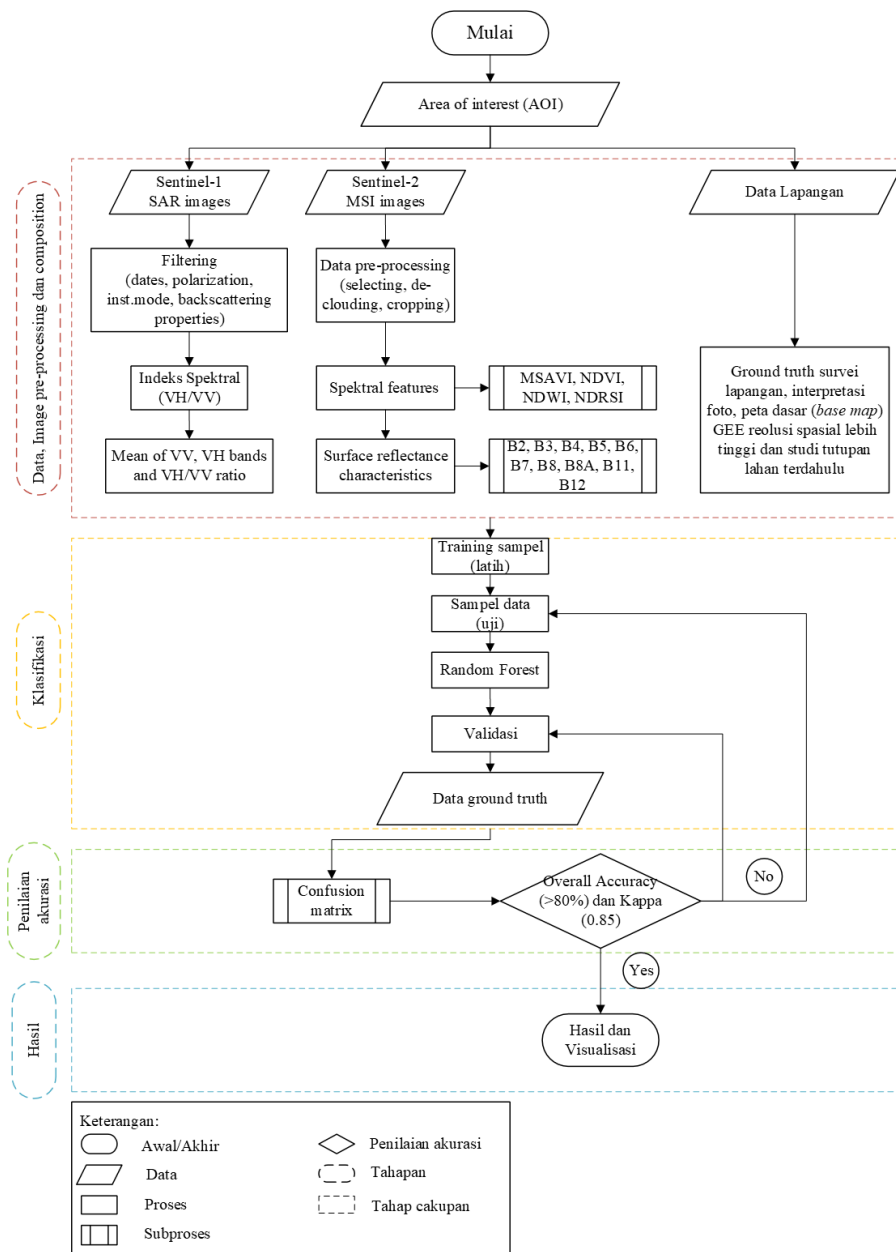 Mulai
Area of interest (AOI)
Data, Image pre-processing dan composition
Sentinel-1
SAR images
Sentinel-2
MSI images
Data Lapangan
Filtering
(dates, polarization,
inst.mode, backscattering
properties)
Data pre-processing
(selecting, de-
clouding, cropping)
Indeks Spektral
(VH/VV)
Spektral features
MSAVI, NDVI,
NDWI, NDRSI
Ground truth survei
lapangan, interpretasi
foto, peta dasar (base map)
GEE reolusi spasial lebih
tinggi dan studi tutupan
lahan terdahulu
Mean of VV, VH bands
and VH/VV ratio
Surface reflectance
characteristics
B2, B3, B4, B5, B6,
B7, B8, B8A, B11,
B12
Klasifikasi
Training sampel
(latih)
Sampel data
(uji)
Random Forest
Validasi
Data ground truth
Penilaian
akurasi
Confusion
matrix
Overall Accuracy
(>80%) dan Kappa
(0.85)
No
Yes
Hasil
Hasil dan
Visualisasi
Keterangan:
Awal/Akhir
Data
Proses
Subproses
Penilaian akurasi
Tahapan
Tahap cakupan